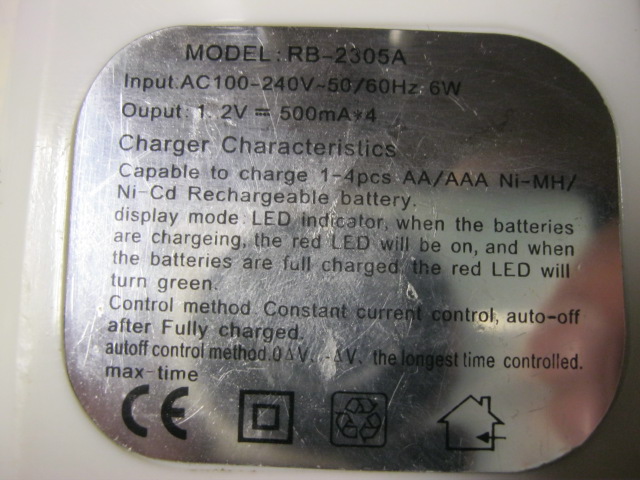 MODEL: RB-2305A
Input.AC100-240V~50/60Hz, 6W
Ouput: 1. 2V = 500mA*4
Charger Characteristics
Capable to charge 1-4pcs AA/AAA Ni-MH/
Ni-Cd Rechargeable battery.
display mode. LED indicator, when the batteries
are chargeing, the red LED will be on, and when
the batteries are full charged, the red LED will
turn green.
Control method. Constant current control, auto-off
after Fully charged.
autoff control method.0ΔV. -ΔV. the longest time controlled.
max-time
CE